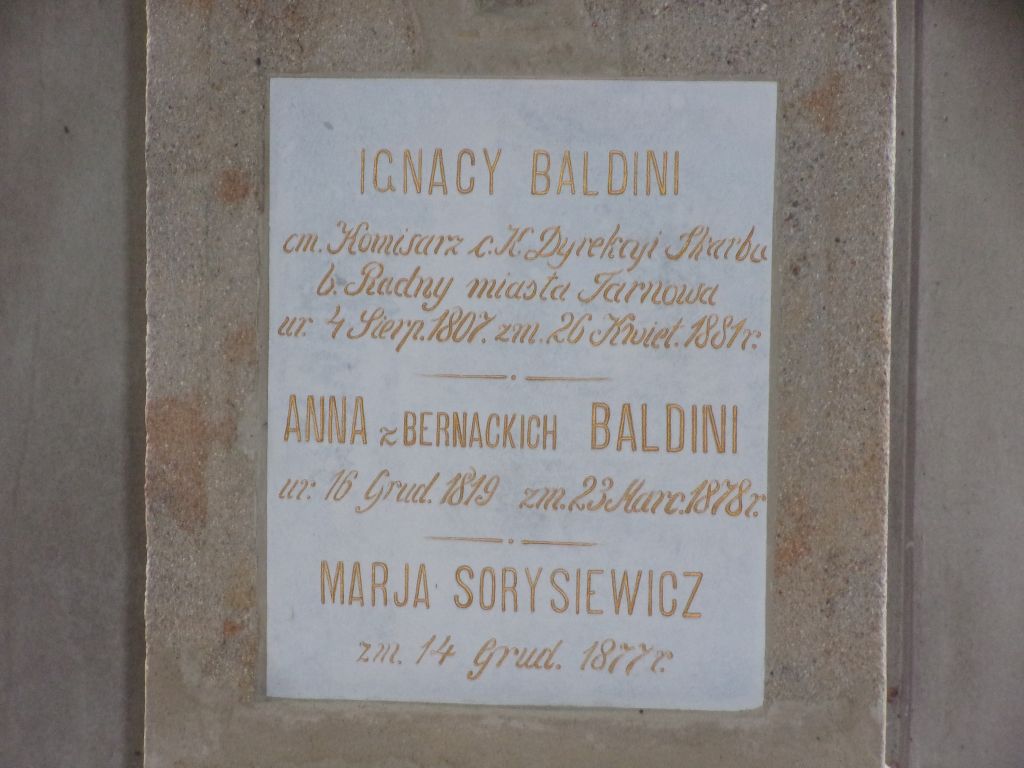 IGNACY BALDINI
em. Komisarz c. K. Dyrekcyi Skarbu
b. Radny miasta Tarnowa
ur: 4 Sierp. 1807. zm. 26 Kwiet. 1881 r.
ANNA z BERNACKICH BALDINI
ur: 16 Grud. 1819 zm. 23 Marc. 1878 r.
MARJA SORYSIEWICZ
zm. 14 Grud. 1877 r.